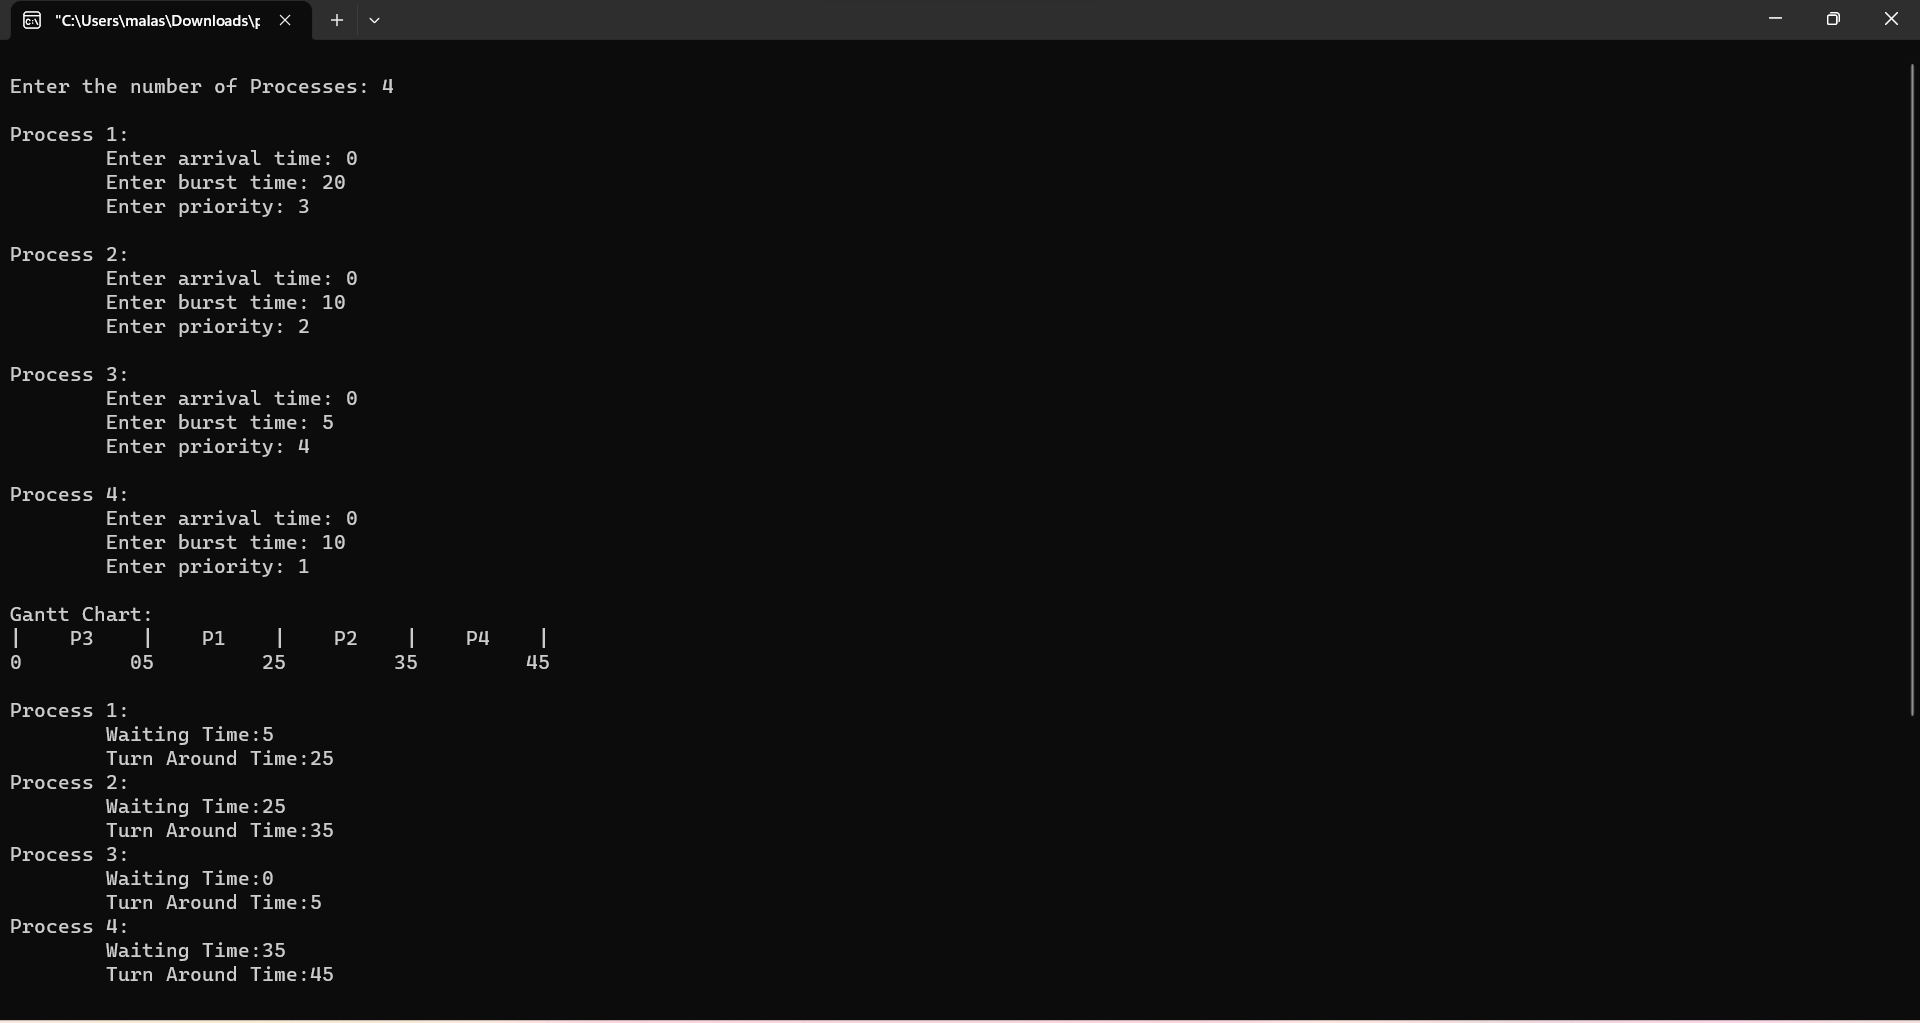 "C:\Users\malas\Downloads\p
Enter the number of Processes: 4
Process 1:
Enter arrival time: 0
Enter burst time: 20
Enter priority: 3
Process 2:
Enter arrival time: 0
Enter burst time: 10
Enter priority: 2
Process 3:
Enter arrival time: 0
Enter burst time: 5
Enter priority: 4
Process 4:
Enter arrival time: 0
Enter burst time: 10
Enter priority: 1
Gantt Chart:
|    P3    |    P1    |    P2    |    P4    |
0         05         25         35         45
Process 1:
Waiting Time:5
Turn Around Time:25
Process 2:
Waiting Time:25
Turn Around Time:35
Process 3:
Waiting Time:0
Turn Around Time:5
Process 4:
Waiting Time:35
Turn Around Time:45